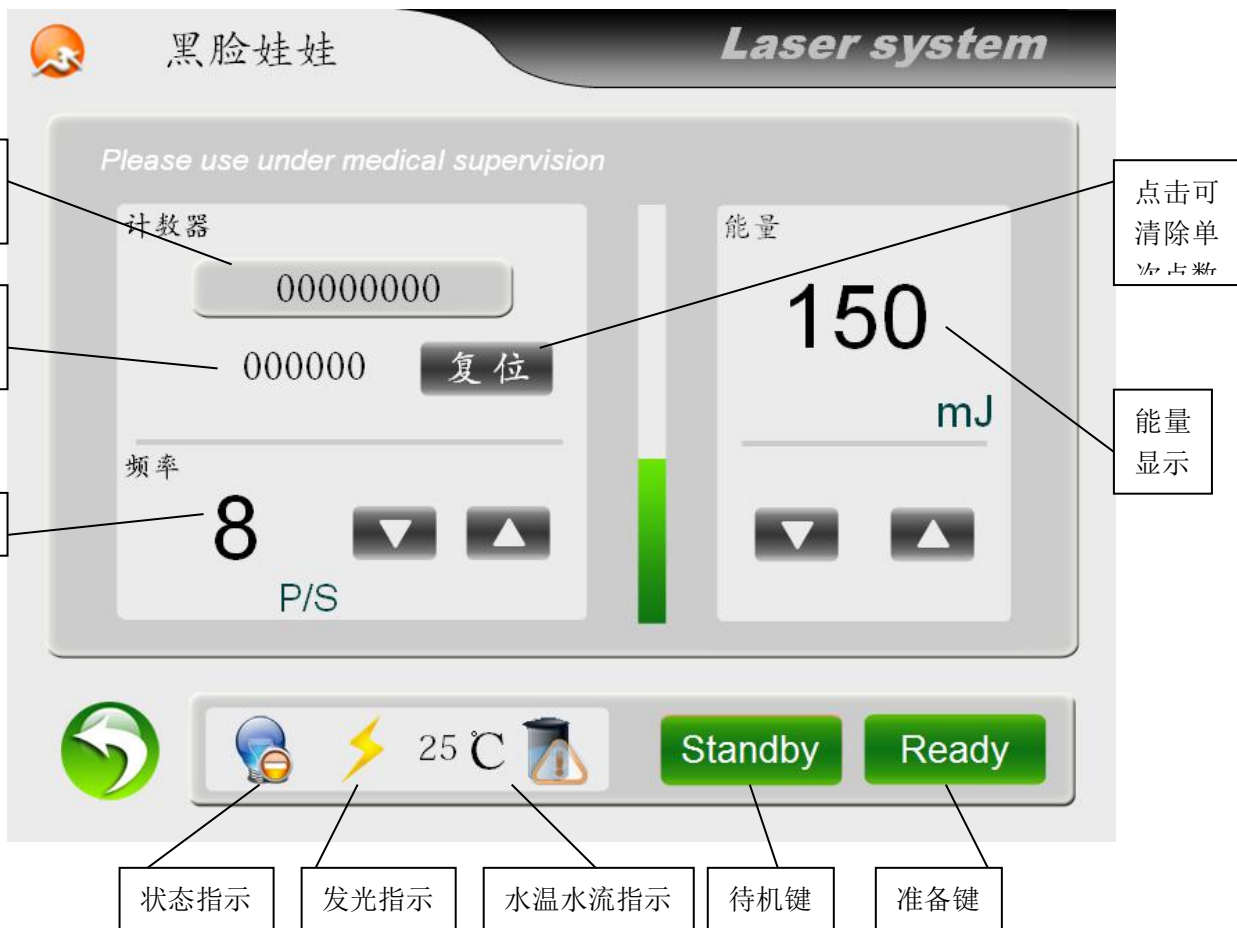 黑脸娃娃
Laser system
Please use under medical supervision
计数器
00000000
000000
复位
频率
8
P/S
能量
150
mJ
点击可
清除单
次点数
能量
显示
25℃
Standby
Ready
状态指示
发光指示
水温水流指示
待机键
准备键